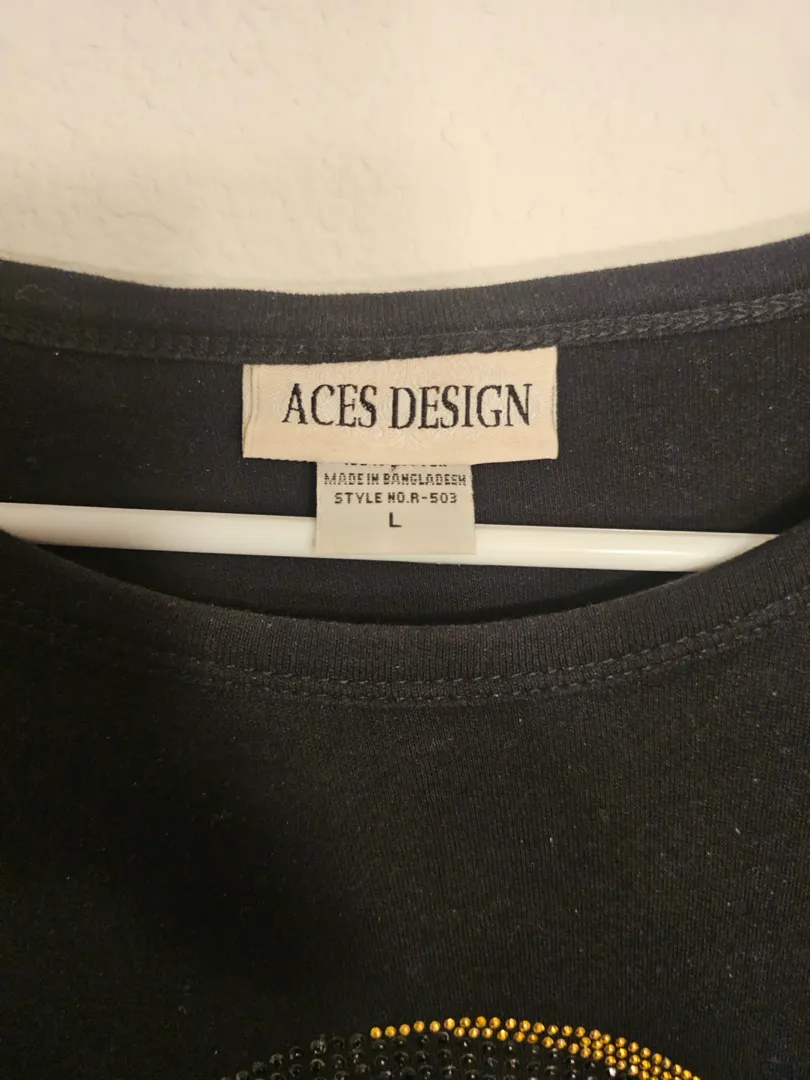 ACES DESIGN
MADE IN BANGLADESH
STYLE NO.R-503
L